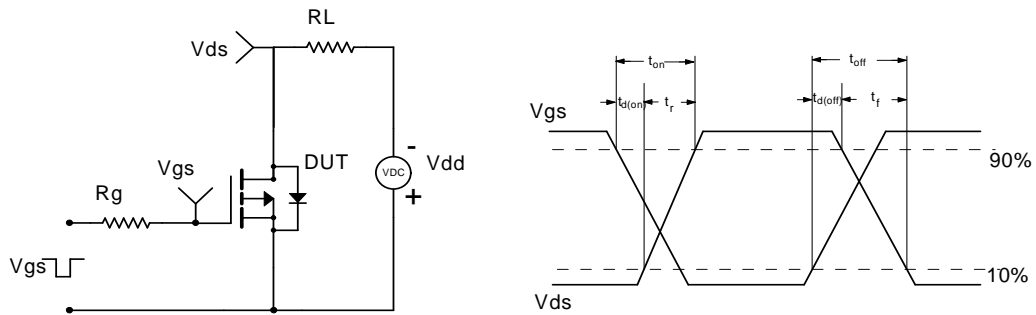 RL
Vds
Vgs
DUT
Rg
VDC
-
+
Vdd
Vgs
ton
toff
td(on)
tr
td(off)
tf
Vgs
90%
10%
Vds